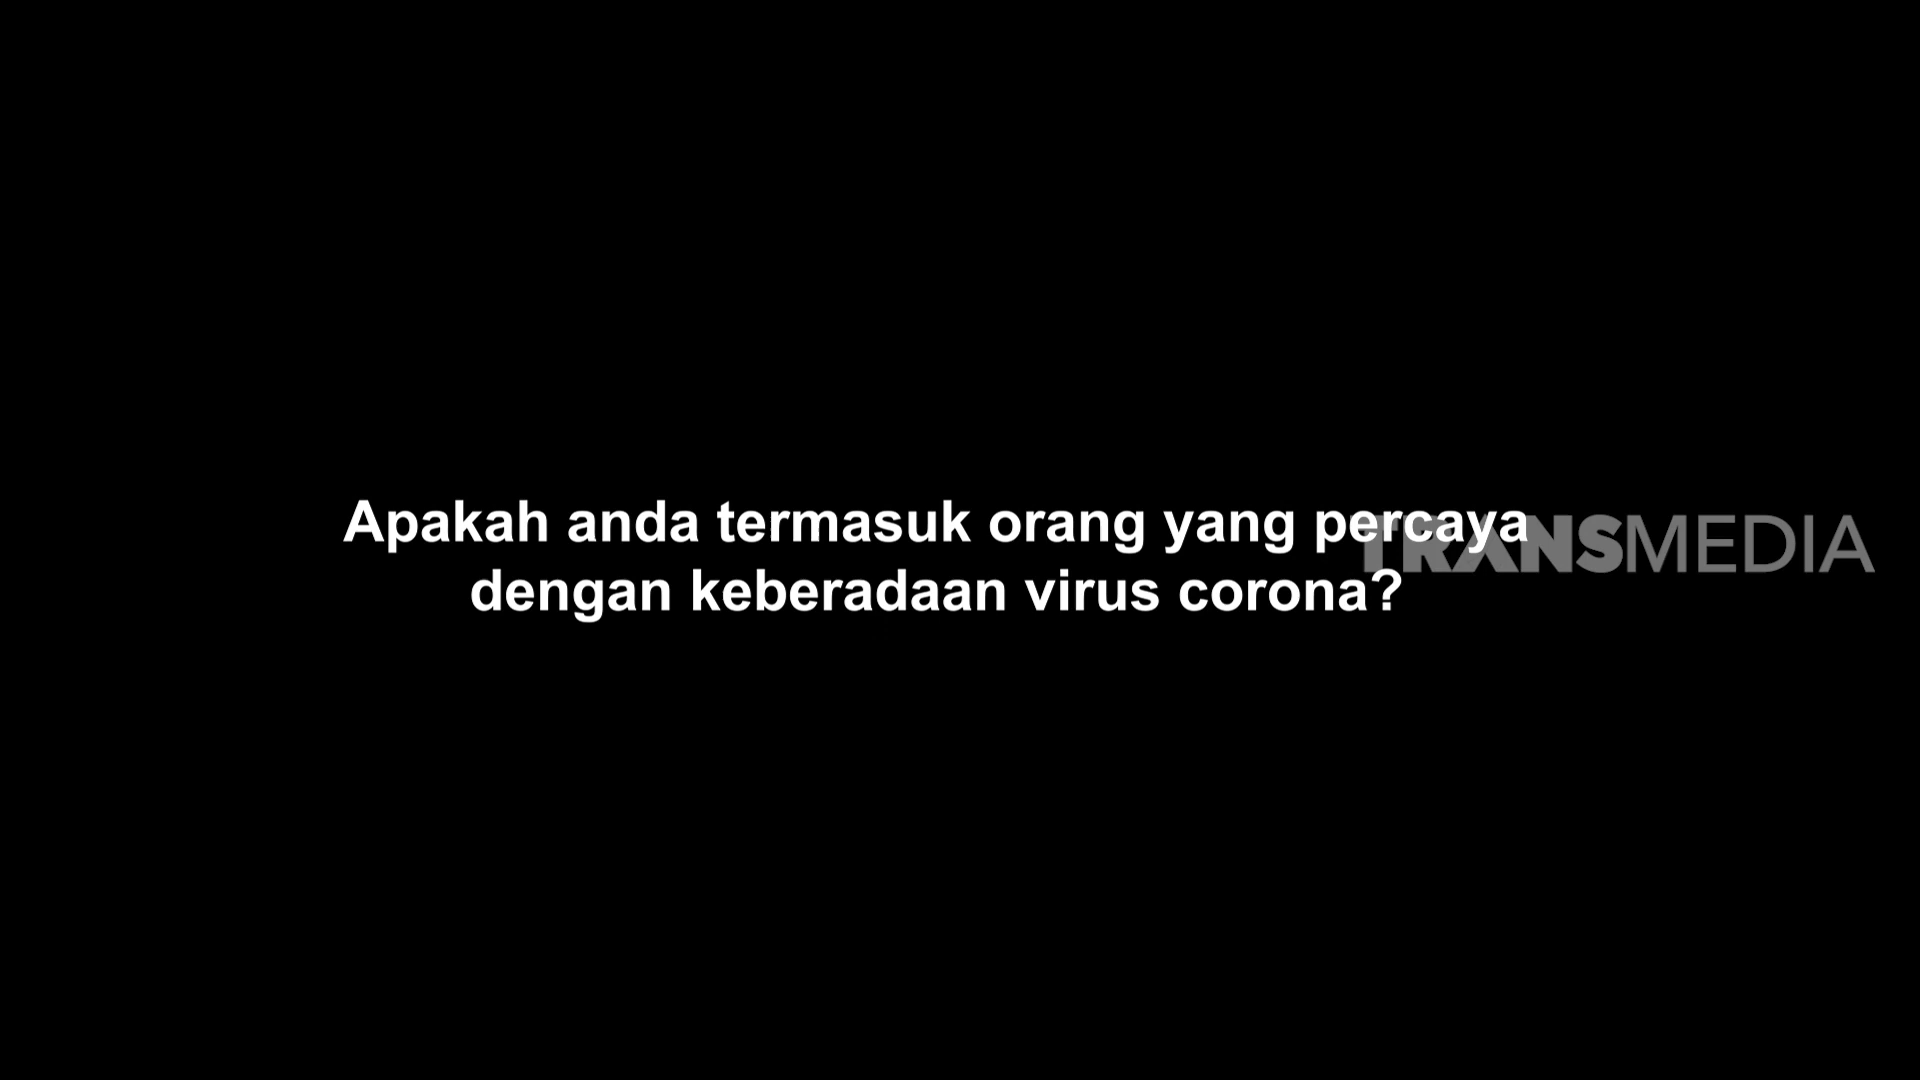 Apakah anda termasuk orang yang percaya
dengan keberadaan virus corona?
TRANSMEDIA